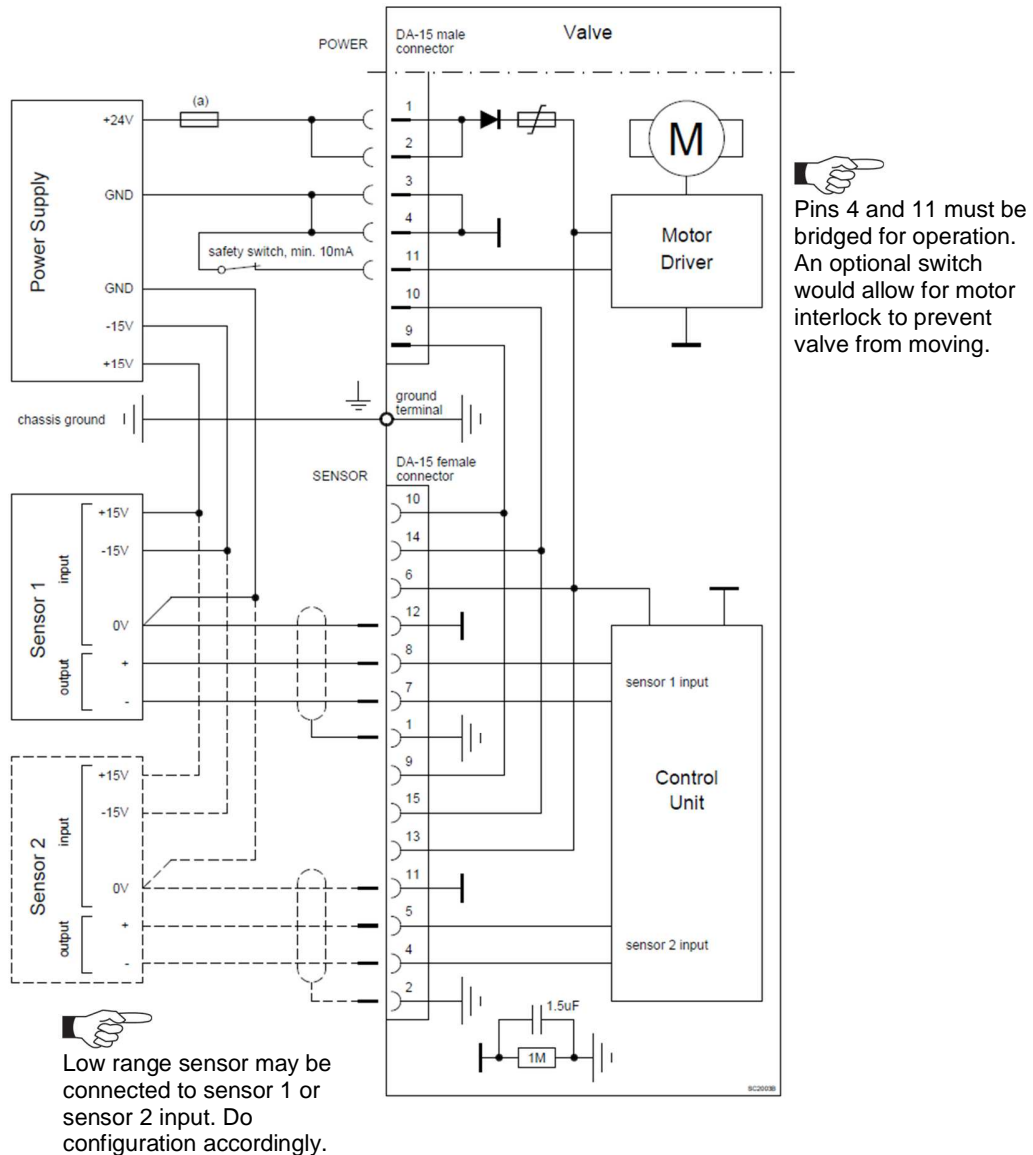 POWER
DA-15 male
connector
Valve
Power Supply
+24V
(a)
GND
safety switch, min. 10mA
GND
-15V
+15V
1
2
3
4
11
10
9
M
Motor
Driver
Pins 4 and 11 must be
bridged for operation.
An optional switch
would allow for motor
interlock to prevent
valve from moving.
chassis ground
ground
terminal
SENSOR
DA-15 female
connector
Sensor 1
input
+15V
-15V
0V
output
+
-
10
14
6
12
8
7
1
9
15
13
11
5
4
2
sensor 1 input
Control
Unit
sensor 2 input
Sensor 2
input
+15V
-15V
0V
output
+
-
1.5uF
1M
SC2003B
Low range sensor may be
connected to sensor 1 or
sensor 2 input. Do
configuration accordingly.